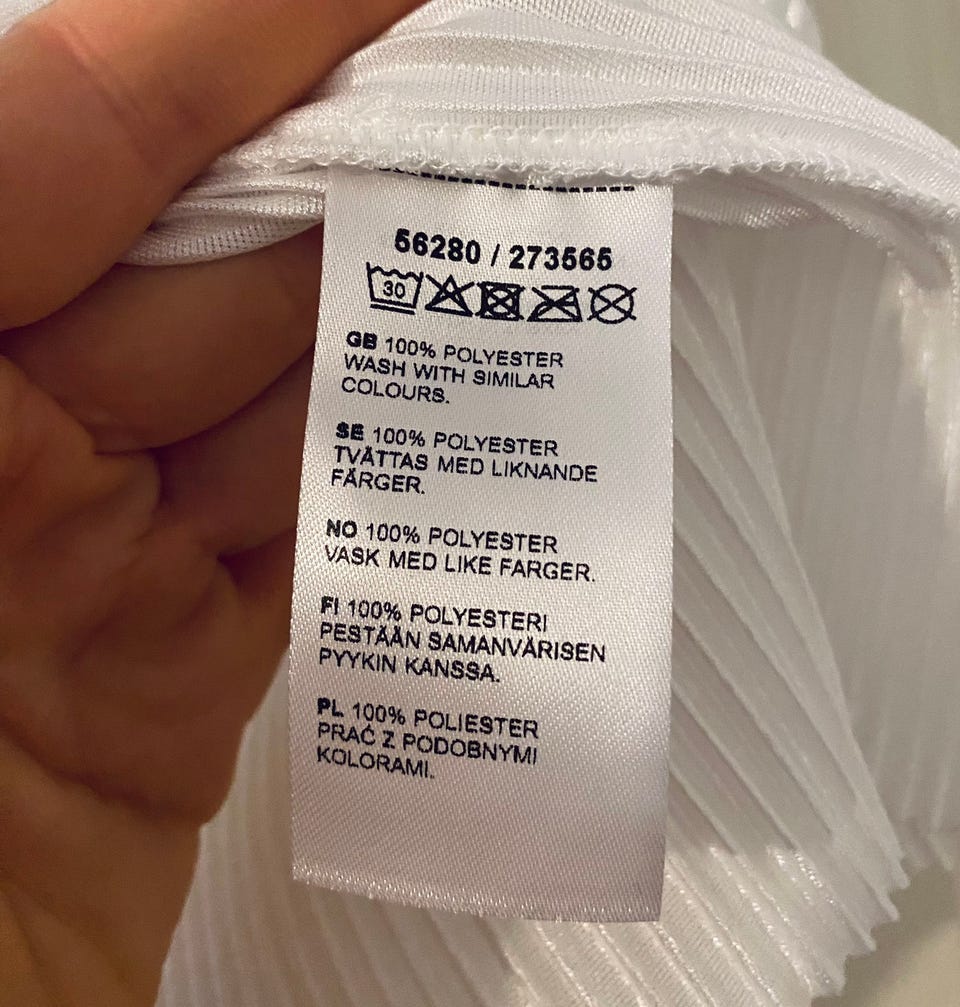 56280 / 273565
30
GB 100% POLYESTER
WASH WITH SIMILAR
COLOURS.
SE 100% POLYESTER
TVÄTTAS MED LIKNANDE
FÄRGER.
NO 100% POLYESTER
VASK MED LIKE FARGER.
FI 100% POLYESTERI
PESTÄÄN SAMANVÄRISEN
PYYKIN KANSSA.
PL 100% POLIESTER
PRAĆ Z PODOBNYMI
KOLORAMI.